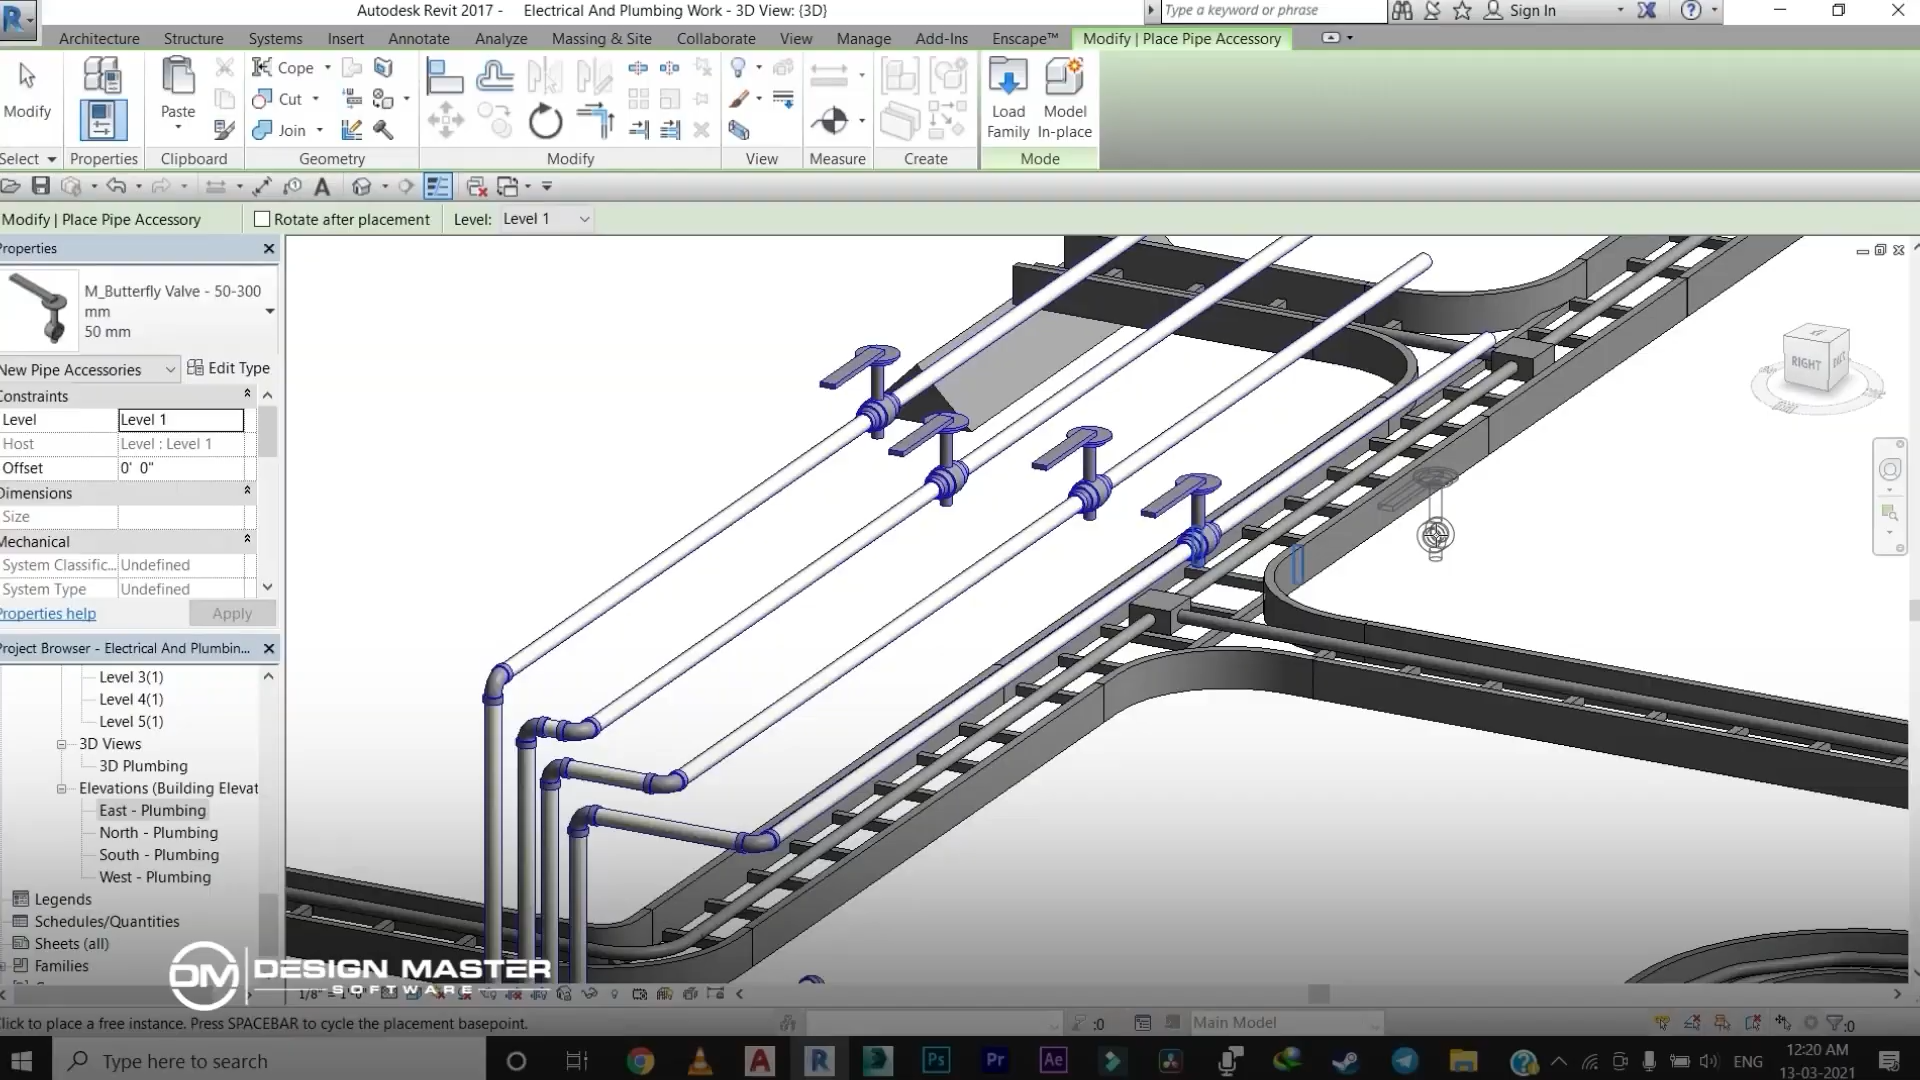 Autodesk Revit 2017 - Electrical And Plumbing Work - 3D View: {3D}
Type a keyword or phrase
Sign In
Architecture Structure Systems Insert Annotate Analyze Massing & Site Collaborate View Manage Add-Ins Enscape™ Modify | Place Pipe Accessory
Modify
Paste
Cope
Cut
Join
Load Family
Model In-place
Select Properties Clipboard Geometry Modify View Measure Create Mode
Modify | Place Pipe Accessory
Rotate after placement
Level: Level 1
Properties
M_Butterfly Valve - 50-300 mm
50 mm
New Pipe Accessories
Edit Type
Constraints
Level Level 1
Host Level : Level 1
Offset 0' 0"
Dimensions
Size
Mechanical
System Classific... Undefined
System Type Undefined
Properties help
Apply
Project Browser - Electrical And Plumbin...
Level 3(1)
Level 4(1)
Level 5(1)
3D Views
3D Plumbing
Elevations (Building Elevat
East - Plumbing
North - Plumbing
South - Plumbing
West - Plumbing
Legends
Schedules/Quantities
Sheets (all)
Families
RIGHT
DM DESIGN MASTER
SOFTWARE
1/8" = 1'-0"
Click to place a free instance. Press SPACEBAR to cycle the placement basepoint.
:0
Main Model
:0
Type here to search
Ps
Pr
Ae
ENG
12:20 AM
13-03-2021